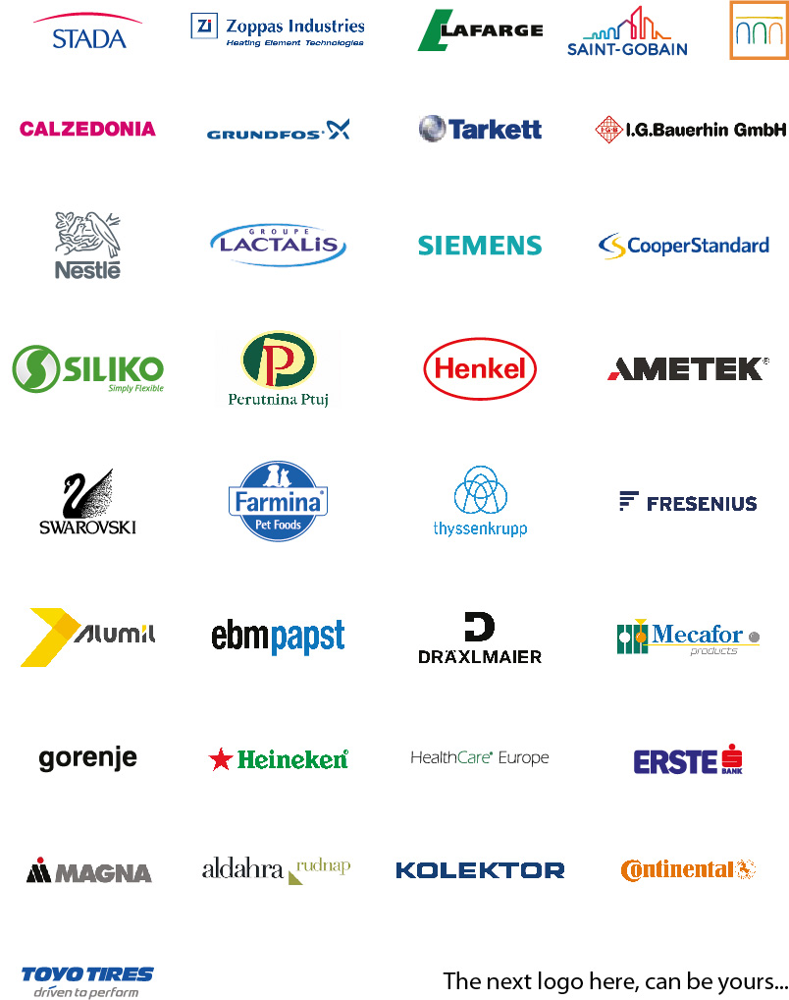 STADA
Zi Zoppas Industries
Heating Element Technologies
LAFARGE
SAINT-GOBAIN
CALZEDONIA
GRUNDFOS
Tarkett
I·G·B I.G.Bauerhin GmbH
Nestlé
GROUPE
LACTALIS
SIEMENS
CooperStandard
SILIKO
Simply Flexible
P
Perutnina Ptuj
Henkel
AMETEK®
SWAROVSKI
Farmina®
Pet Foods
thyssenkrupp
FRESENIUS
Alumil
ebmpapst
DRÄXLMAIER
Mecafor
products
gorenje
Heineken®
HealthCare® Europe
ERSTE
BANK
MAGNA
aldahra rudnap
KOLEKTOR
Continental
TOYO TIRES
driven to perform
The next logo here, can be yours...